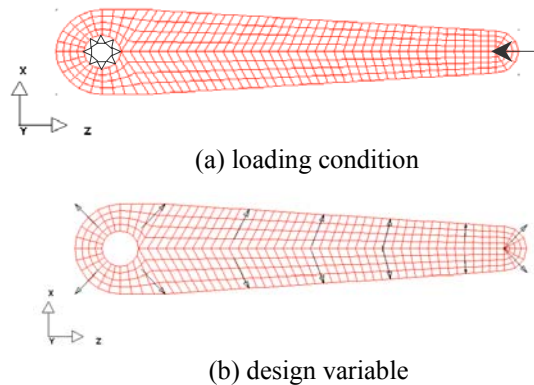 X
Y
Z
(a) loading condition
X
Y
Z
(b) design variable